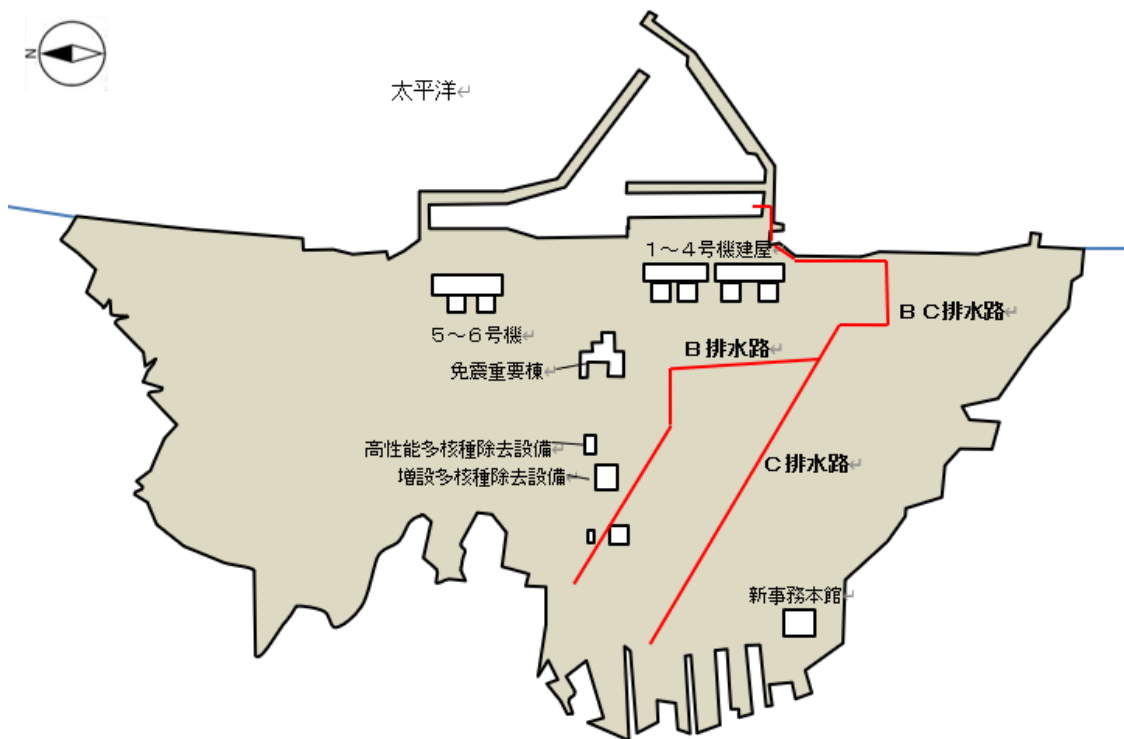 N
太平洋↵
1～4号機建屋↵
BC排水路↵
5～6号機↵
B排水路↵
免震重要棟↵
高性能多核種除去設備↵
C排水路↵
増設多核種除去設備↵
新事務本館↵